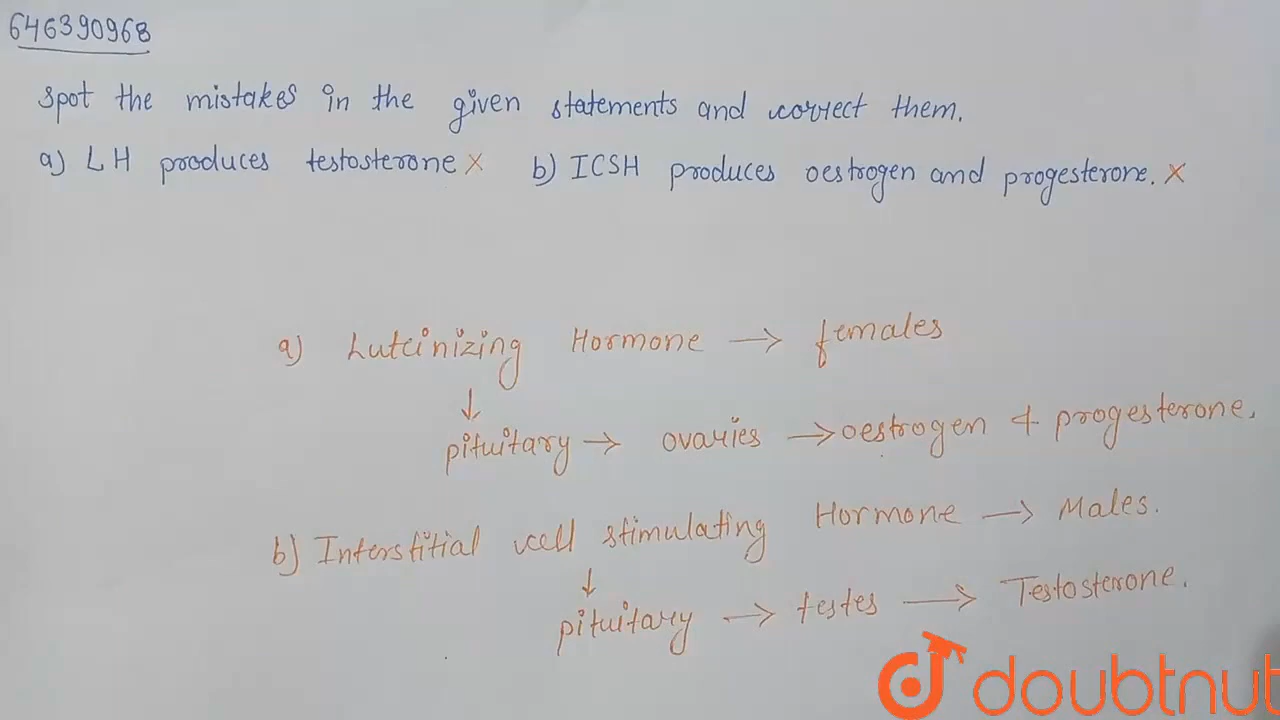 646390968
Spot the mistakes in the given statements and correct them.
a) LH produces testosterone X b) ICSH produces oestrogen and progesterone. X
a) Luteinizing Hormone → females
↓
pituitary → ovaries → oestrogen + progesterone.
b) Interstitial cell stimulating Hormone → Males.
↓
pituitary → testes → Testosterone.
doubtnut